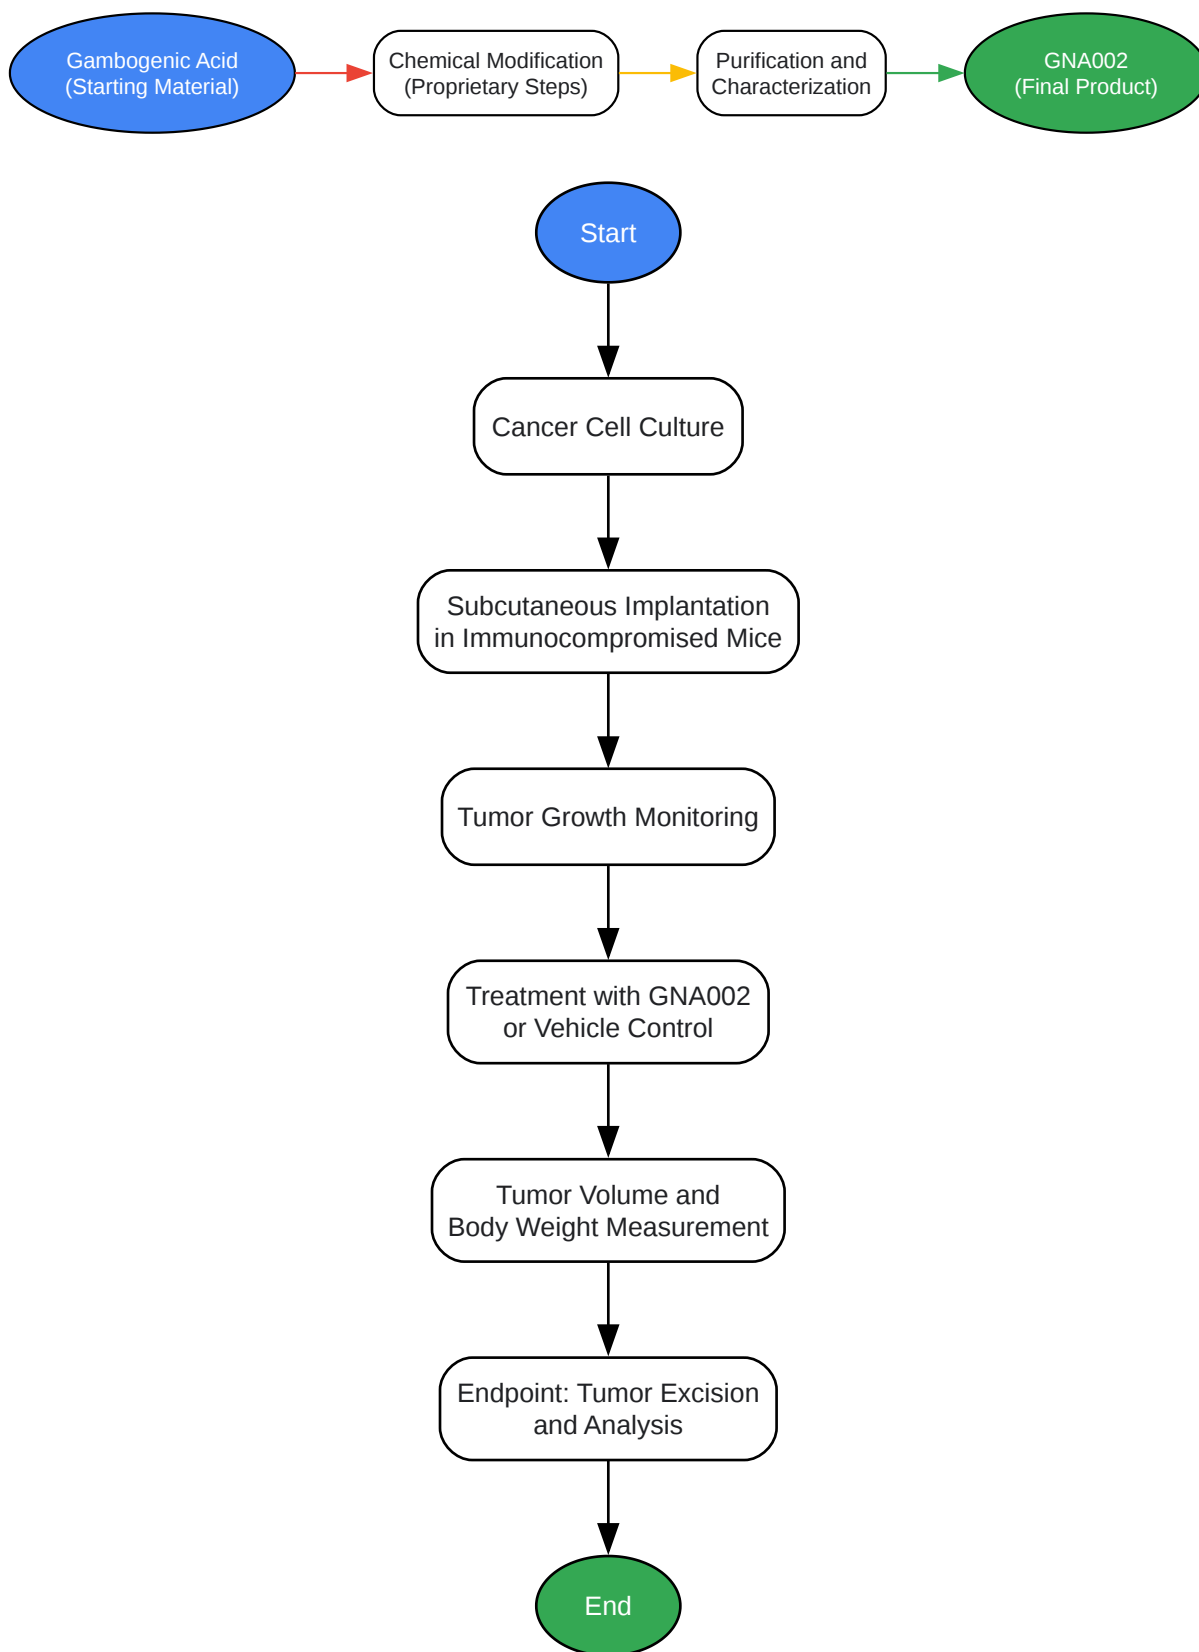 Gambogenic Acid
(Starting Material)
Chemical Modification
(Proprietary Steps)
Purification and
Characterization
GNA002
(Final Product)
Start
Cancer Cell Culture
Subcutaneous Implantation
in Immunocompromised Mice
Tumor Growth Monitoring
Treatment with GNA002
or Vehicle Control
Tumor Volume and
Body Weight Measurement
Endpoint: Tumor Excision
and Analysis
End